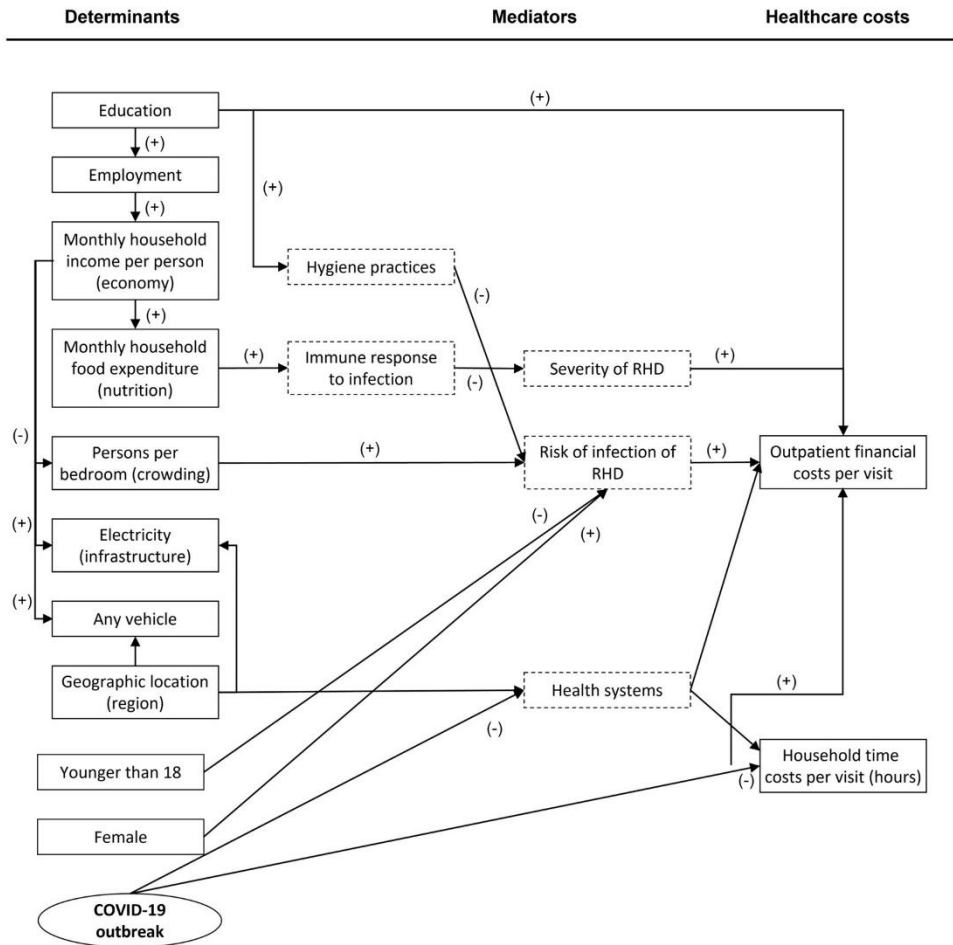 Determinants
Mediators
Healthcare costs
Education
(+)
(+)
Employment
(+)
(+)
Monthly household
income per person
(economy)
Hygiene practices
(-)
(+)
Monthly household
food expenditure
(nutrition)
(+)
Immune response
to infection
(-)
Severity of RHD
(+)
(-)
Persons per
bedroom (crowding)
(+)
Risk of infection of
RHD
(+)
Outpatient financial
costs per visit
(+)
Electricity
(infrastructure)
(-)
(+)
(+)
Any vehicle
Geographic location
(region)
Health systems
(+)
(-)
Younger than 18
Household time
costs per visit (hours)
(-)
Female
COVID-19
outbreak